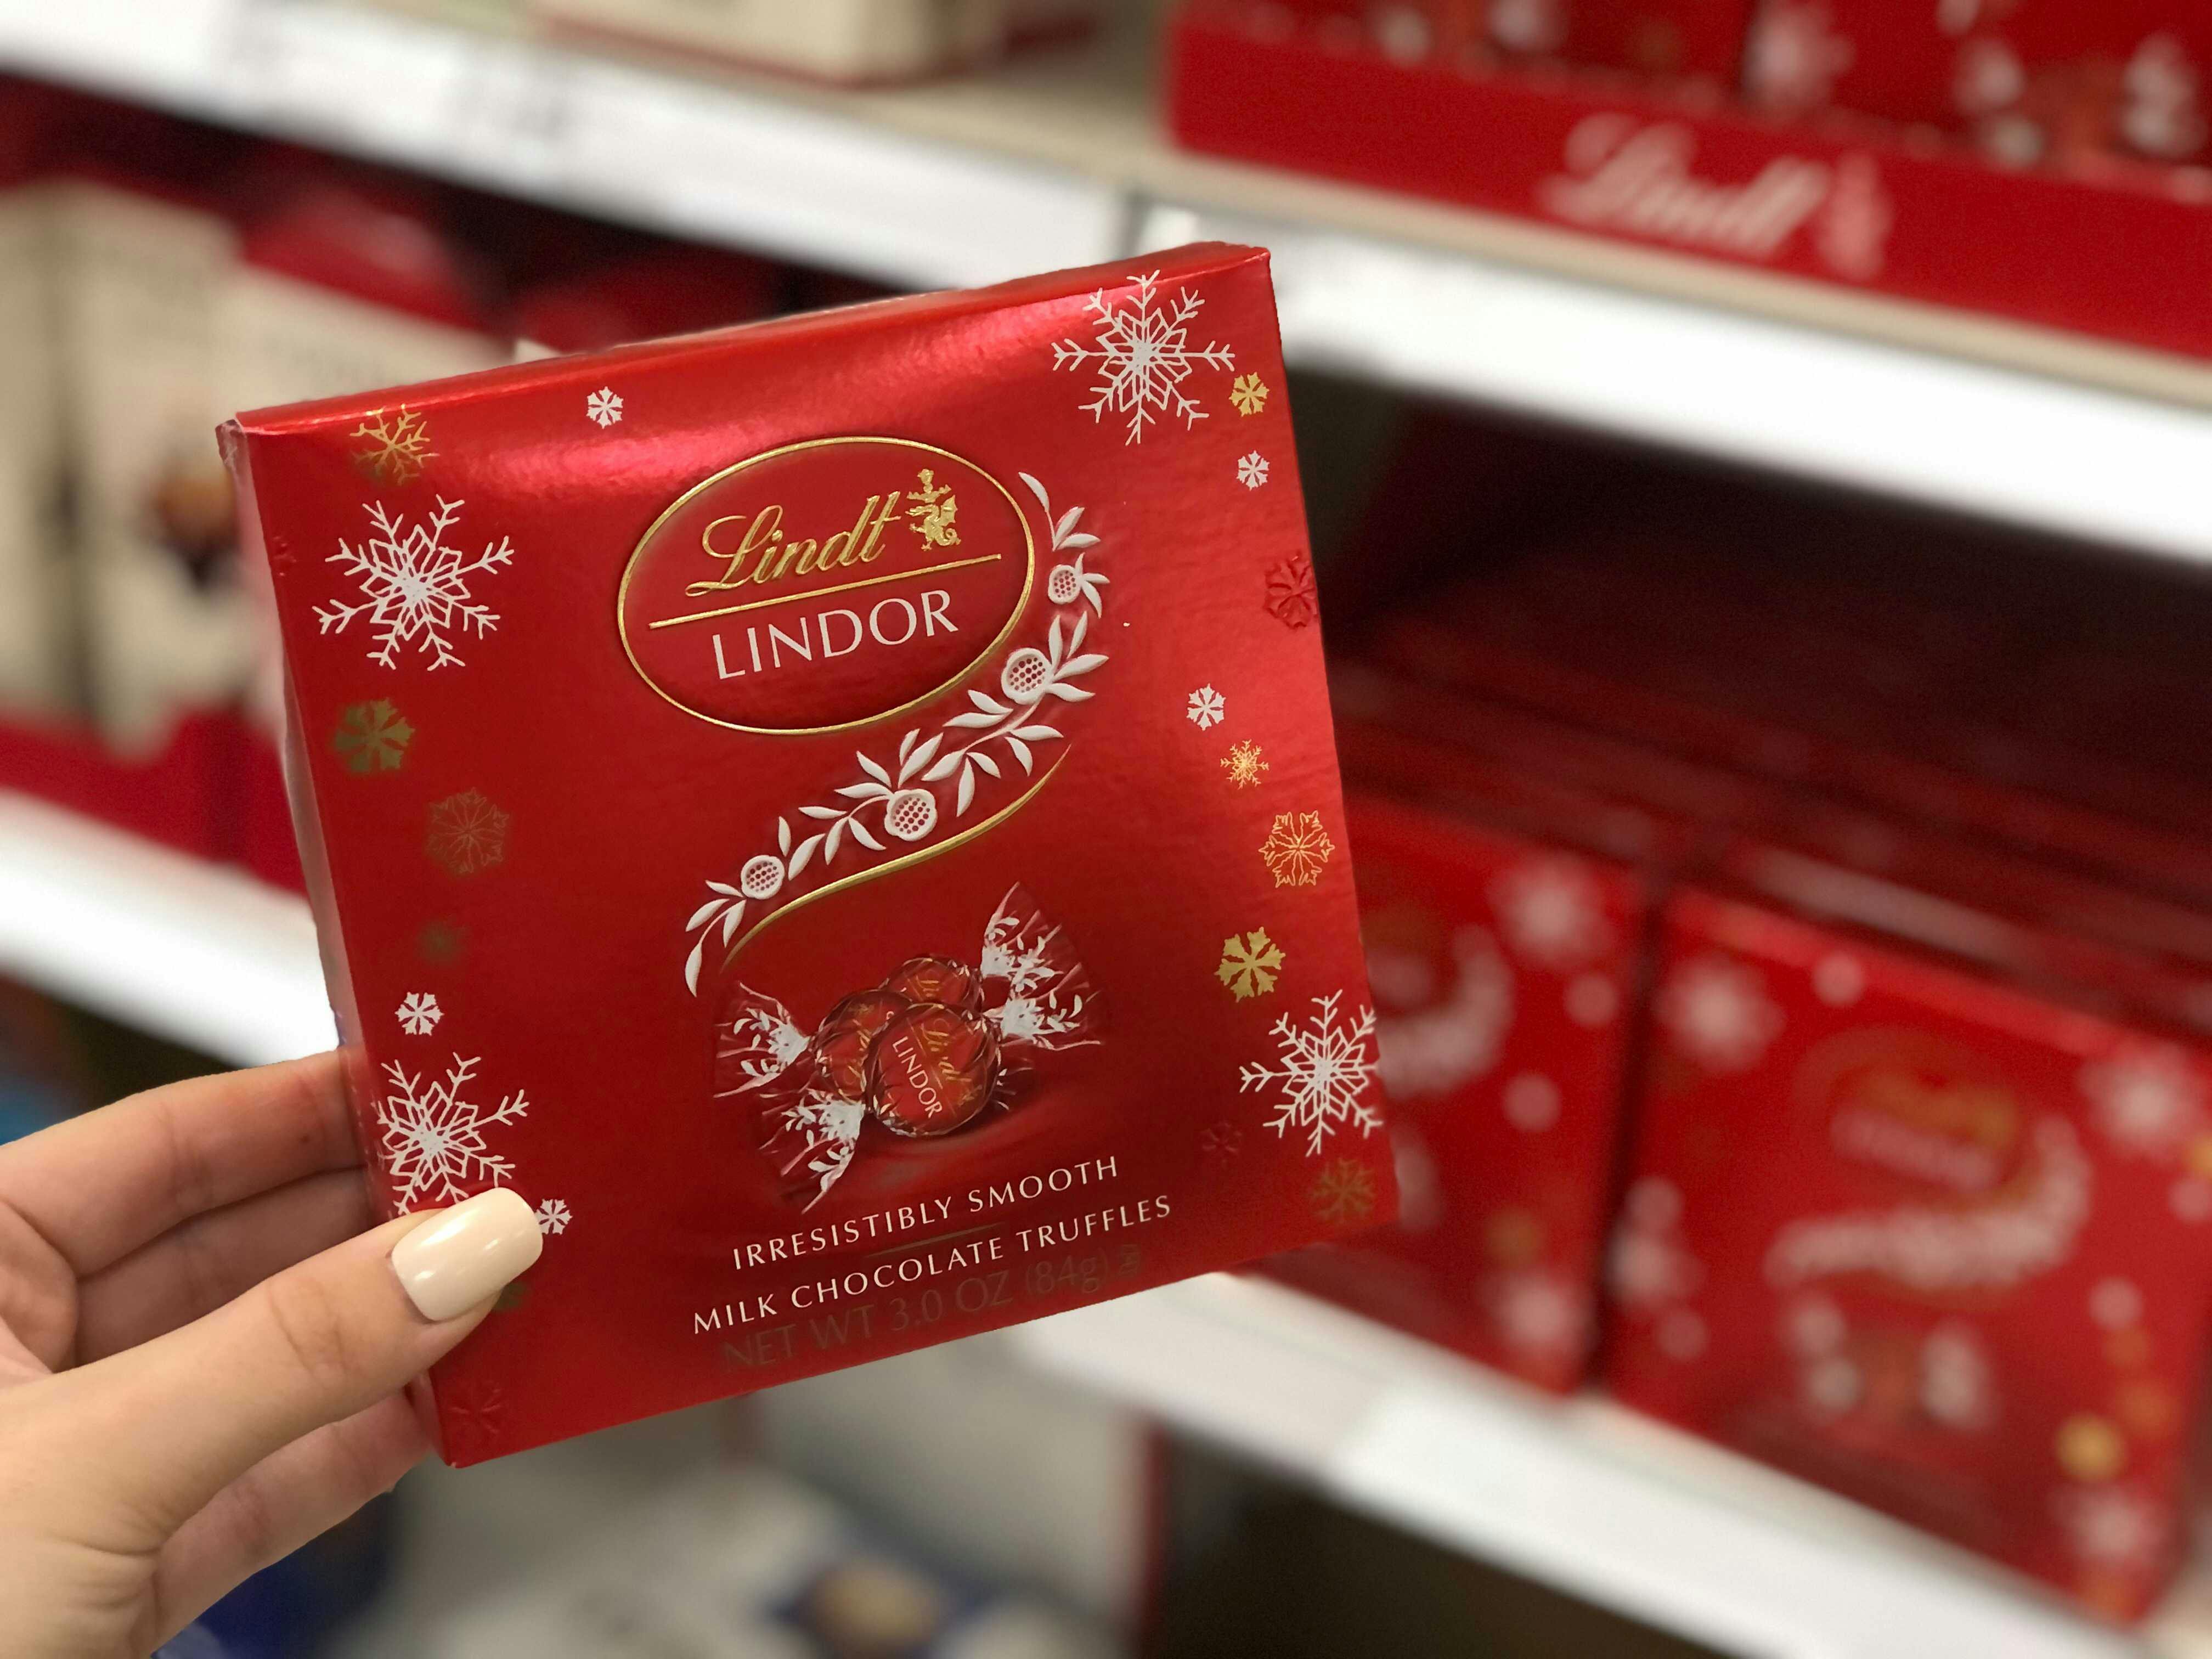 Lindt
Lindt
LINDOR
Lindt
LINDOR
IRRESISTIBLY SMOOTH
MILK CHOCOLATE TRUFFLES
NET WT 3.0 OZ (84g)